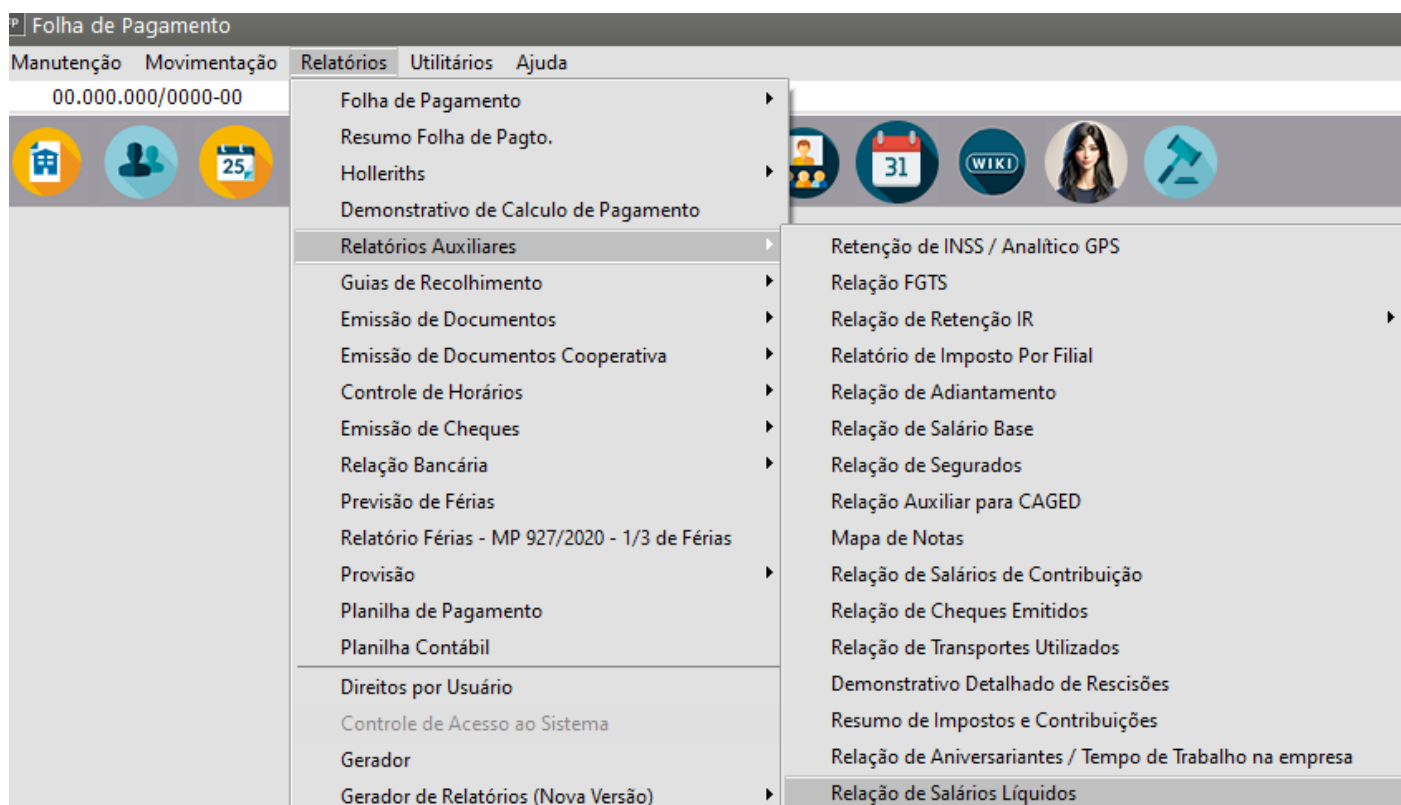 FP Folha de Pagamento
Manutenção Movimentação Relatórios Utilitários Ajuda
00.000.000/0000-00
Folha de Pagamento
Resumo Folha de Pagto.
Holleriths
Demonstrativo de Calculo de Pagamento
Relatórios Auxiliares
Guias de Recolhimento
Emissão de Documentos
Emissão de Documentos Cooperativa
Controle de Horários
Emissão de Cheques
Relação Bancária
Previsão de Férias
Relatório Férias - MP 927/2020 - 1/3 de Férias
Provisão
Planilha de Pagamento
Planilha Contábil
Direitos por Usuário
Controle de Acesso ao Sistema
Gerador
Gerador de Relatórios (Nova Versão)
25
31
WIKI
Retenção de INSS / Analítico GPS
Relação FGTS
Relação de Retenção IR
Relatório de Imposto Por Filial
Relação de Adiantamento
Relação de Salário Base
Relação de Segurados
Relação Auxiliar para CAGED
Mapa de Notas
Relação de Salários de Contribuição
Relação de Cheques Emitidos
Relação de Transportes Utilizados
Demonstrativo Detalhado de Rescisões
Resumo de Impostos e Contribuições
Relação de Aniversariantes / Tempo de Trabalho na empresa
Relação de Salários Líquidos